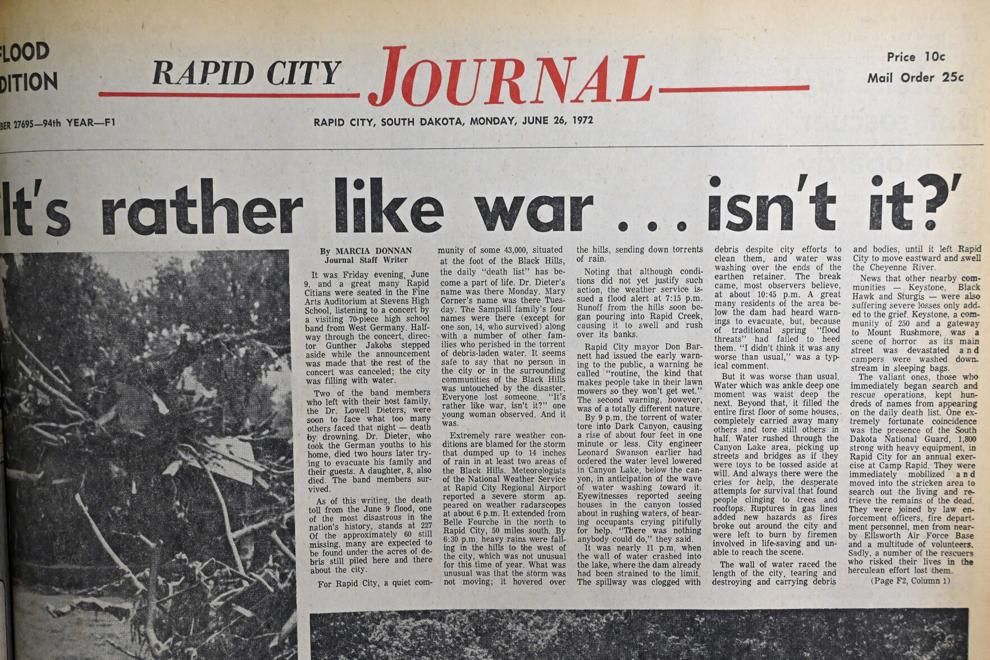 FLOOD
DITION
RAPID CITY JOURNAL
Price 10c
Mail Order 25c
BER 27695—94th YEAR—F1
RAPID CITY, SOUTH DAKOTA, MONDAY, JUNE 26, 1972
It's rather like war . . . isn't it?'
By MARCIA DONNAN
Journal Staff Writer
It was Friday evening, June
9, and a great many Rapid
Citians were seated in the Fine
Arts Auditorium at Stevens High
School, listening to a concert by
a visiting 70-piece high school
band from West Germany. Half-
way through the concert, direc-
tor Gunther Jakobs stepped
aside while the announcement
was made that the rest of the
concert was canceled; the city
was filling with water.
Two of the band members
who left with their host family,
the Dr. Lowell Dieters, were
soon to face what too many
others faced that night — death
by drowning. Dr. Dieter, who
took the German youths to his
home, died two hours later try-
ing to evacuate his family and
their guests. A daughter, 8, also
died. The band members sur-
vived.
As of this writing, the death
toll from the June 9 flood, one
of the most disastrous in the
nation's history, stands at 227
Of the approximately 60 still
missing, many are expected to
be found under the acres of de-
bris still piled here and there
about the city.
For Rapid City, a quiet com-
munity of some 43,000, situated
at the foot of the Black Hills,
the daily "death list" has be-
come a part of life. Dr. Dieter's
name was there Monday. Mary
Corner's name was there Tues-
day. The Sampsill family's four
names were there (except for
one son, 14, who survived) along
with a number of other fam-
ilies who perished in the torrent
of debris-laden water. It seems
safe to say that no person in
the city or in the surrounding
communities of the Black Hills
was untouched by the disaster.
Everyone lost someone. "It's
rather like war, isn't it?" one
young woman observed. And it
was.
Extremely rare weather con-
ditions are blamed for the storm
that dumped up to 14 inches
of rain in at least two areas of
the Black Hills. Meteorologists
of the National Weather Service
at Rapid City Regional Airport
reported a severe storm ap-
peared on weather radarscopes
at about 6 p.m. It extended from
Belle Fourche in the north to
Rapid City, 50 miles south. By
6:30 p.m. heavy rains were fall-
ing in the hills to the west of
the city, which was not unusual
for this time of year. What was
unusual was that the storm was
not moving; it hovered over
the hills, sending down torrents
of rain.
Noting that although condi-
tions did not yet justify such
action, the weather service is-
sued a flood alert at 7:15 p.m.
Runoff from the hills soon be-
gan pouring into Rapid Creek,
causing it to swell and rush
over its banks.
Rapid City mayor Don Bar-
nett had issued the early warn-
ing to the public, a warning he
called "routine, the kind that
makes people take in their lawn
mowers so they won't get wet."
The second warning, however,
was of a totally different nature.
By 9 p.m. the torrent of water
tore into Dark Canyon, causing
a rise of about four feet in one
minute or less. City engineer
Leonard Swanson earlier had
ordered the water level lowered
in Canyon Lake, below the can-
yon, in anticipation of the wave
of water washing toward it.
Eyewitnesses reported seeing
houses in the canyon tossed
about in rushing waters, of hear-
ing occupants crying pitifully
for help. "There was nothing
anybody could do," they said.
It was nearly 11 p.m. when
the wall of water crashed into
the lake, where the dam already
had been strained to the limit.
The spillway was clogged with
debris despite city efforts to
clean them, and water was
washing over the ends of the
earthen retainer. The break
came, most observers believe,
at about 10:45 p.m. A great
many residents of the area be-
low the dam had heard warn-
ings to evacuate, but, because
of traditional spring "flood
threats" had failed to heed
them. "I didn't think it was any
worse than usual," was a typ-
ical comment.
But it was worse than usual.
Water which was ankle deep one
moment was waist deep the
next. Beyond that, it filled the
entire first floor of some houses,
completely carried away many
others and tore still others in
half. Water rushed through the
Canyon Lake area, picking up
streets and bridges as if they
were toys to be tossed aside at
will. And always there were the
cries for help, the desperate
attempts for survival that found
people clinging to trees and
rooftops. Ruptures in gas lines
added new hazards as fires
broke out around the city and
were left to burn by firemen
involved in life-saving and un-
able to reach the scene.
The wall of water raced the
length of the city, tearing and
destroying and carrying debris
and bodies, until it left Rapid
City to move eastward and swell
the Cheyenne River.
News that other nearby com-
munities — Keystone, Black
Hawk and Sturgis — were also
suffering severe losses only add-
ed to the grief. Keystone, a com-
munity of 250 and a gateway
to Mount Rushmore, was a
scene of horror as its main
street was devastated and
campers were washed down-
stream in sleeping bags.
The valiant ones, those who
immediately began search and
rescue operations, kept hun-
dreds of names from appearing
on the daily death list. One ex-
tremely fortunate coincidence
was the presence of the South
Dakota National Guard, 1,800
strong with heavy equipment, in
Rapid City for an annual exer-
cise at Camp Rapid. They were
immediately mobilized and
moved into the stricken area to
search out the living and re-
trieve the remains of the dead.
They were joined by law en-
forcement officers, fire depart-
ment personnel, men from near-
by Ellsworth Air Force Base
and a multitude of volunteers.
Sadly, a number of the rescuers
who risked their lives in the
herculean effort lost them.
(Page F2, Column 1)